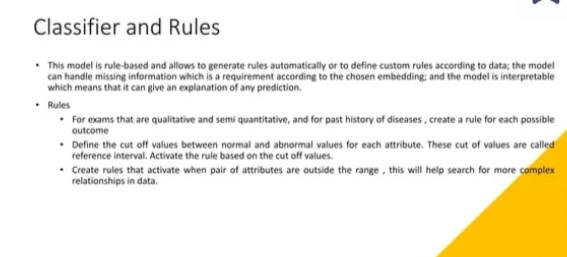 Classifier and Rules
• This model is rule-based and allows to generate rules automatically or to define custom rules according to data; the model
can handle missing information which is a requirement according to the chosen embedding; and the model is interpretable
which means that it can give an explanation of any prediction.
• Rules
• For exams that are qualitative and semi quantitative, and for past history of diseases , create a rule for each possible
outcome
• Define the cut off values between normal and abnormal values for each attribute. These cut of values are called
reference interval. Activate the rule based on the cut off values.
• Create rules that activate when pair of attributes are outside the range , this will help search for more complex
relationships in data.